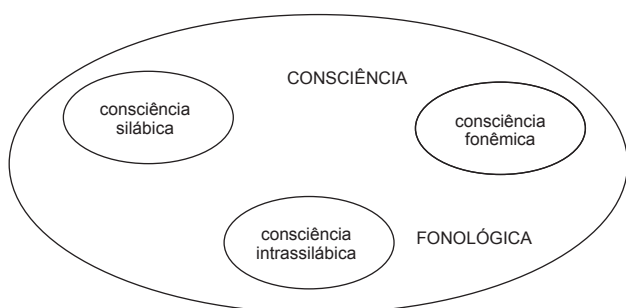 CONSCIÊNCIA
consciência
silábica
consciência
fonêmica
consciência
intrassilábica
FONOLÓGICA